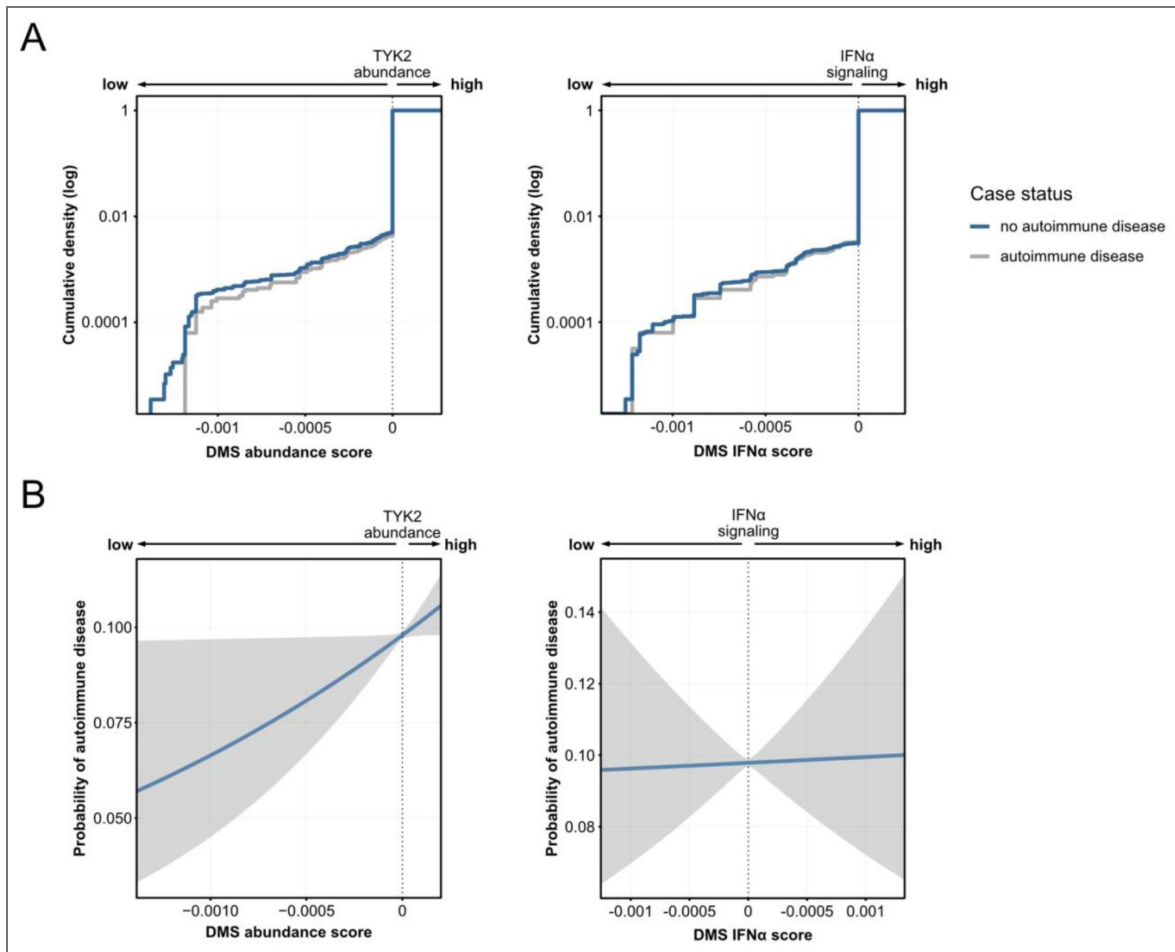 A
TYK2
abundance
low
high
1
0.01
0.0001
Cumulative density (log)
-0.001
-0.0005
0
DMS abundance score
IFNα
signaling
low
high
1
0.01
0.0001
Cumulative density (log)
-0.001
-0.0005
0
DMS IFNα score
Case status
no autoimmune disease
autoimmune disease
B
TYK2
abundance
low
high
0.100
0.075
0.050
Probability of autoimmune disease
−0.0010
−0.0005
0
DMS abundance score
IFNα
signaling
low
high
0.14
0.12
0.10
0.08
Probability of autoimmune disease
-0.001
-0.0005
0
-0.0005
0.001
DMS IFNα score